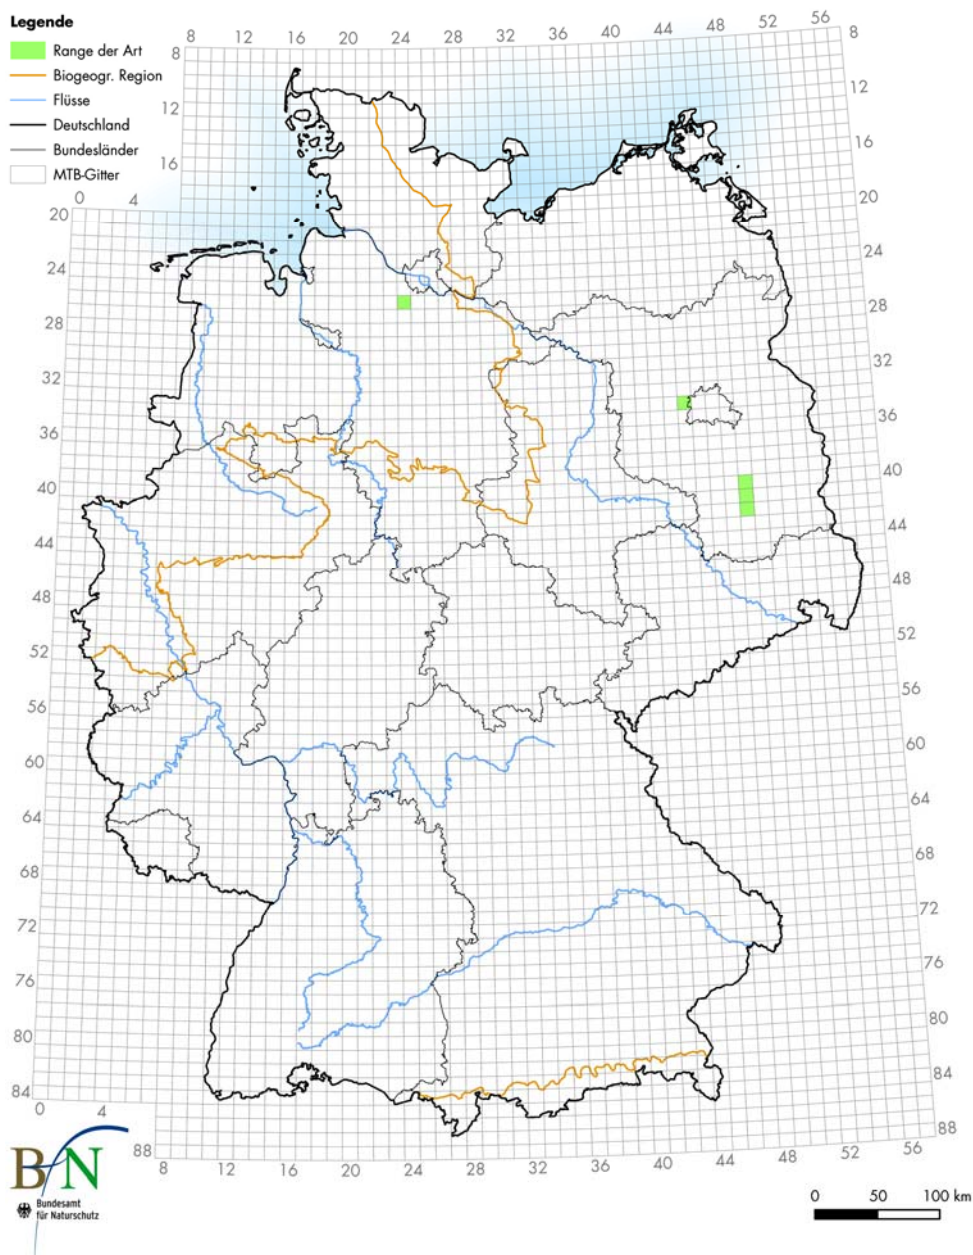 Legende
Range der Art
Biogeogr. Region
Flüsse
Deutschland
Bundesländer
MTB-Gitter
8 12 16 20 24 28 32 36 44 48 52 56
8 8
12 12
16 16
0 4
20 20
24 24
28 28
32 32
36 36
40 40
44 44
48 48
52 52
56 56
60 60
64 64
68 68
72 72
76 76
80 80
84 84
0 4
88 88
8 12 16 20 24 28 32 36 40 44 48 52 56
BfN
Bundesamt
für Naturschutz
0 50 100 km